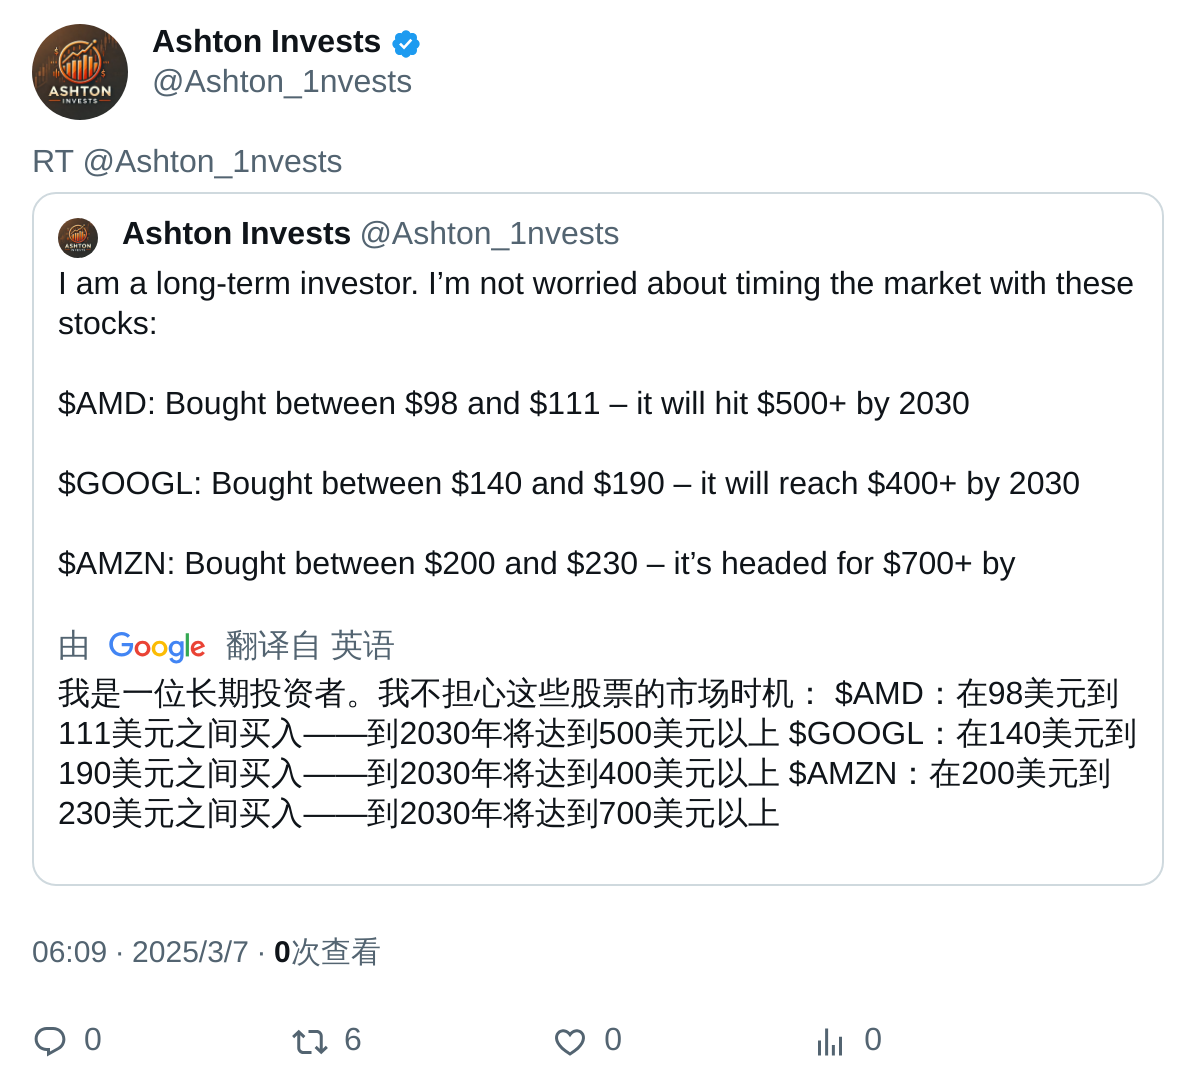 ASHTON
INVESTS
Ashton Invests
@Ashton_1nvests
RT @Ashton_1nvests
ASHTON
Ashton Invests @Ashton_1nvests
I am a long-term investor. I’m not worried about timing the market with these
stocks:
$AMD: Bought between $98 and $111 – it will hit $500+ by 2030
$GOOGL: Bought between $140 and $190 – it will reach $400+ by 2030
$AMZN: Bought between $200 and $230 – it’s headed for $700+ by
由 Google 翻译自 英语
我是一位长期投资者。我不担心这些股票的市场时机： $AMD：在98美元到
111美元之间买入——到2030年将达到500美元以上 $GOOGL：在140美元到
190美元之间买入——到2030年将达到400美元以上 $AMZN：在200美元到
230美元之间买入——到2030年将达到700美元以上
06:09 · 2025/3/7 · 0次查看
0 6 0 0